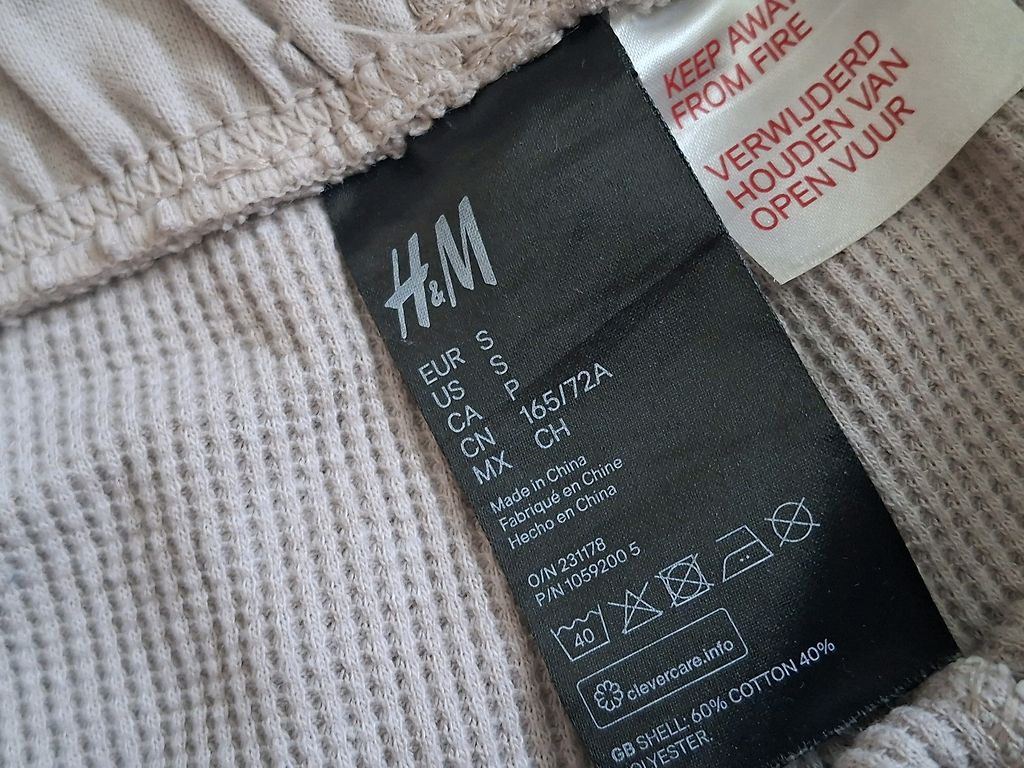 H&M
EUR S
US S
CA P
CN 165/72A
MX CH
Made in China
Fabriqué en Chine
Hecho en China
O/N 231178
P/N 1059200 5
40
clevercare.info
GB SHELL: 60% COTTON 40%
KEEP AWAY
FROM FIRE
VERWIJDERD
HOUDEN VAN
OPEN VUUR